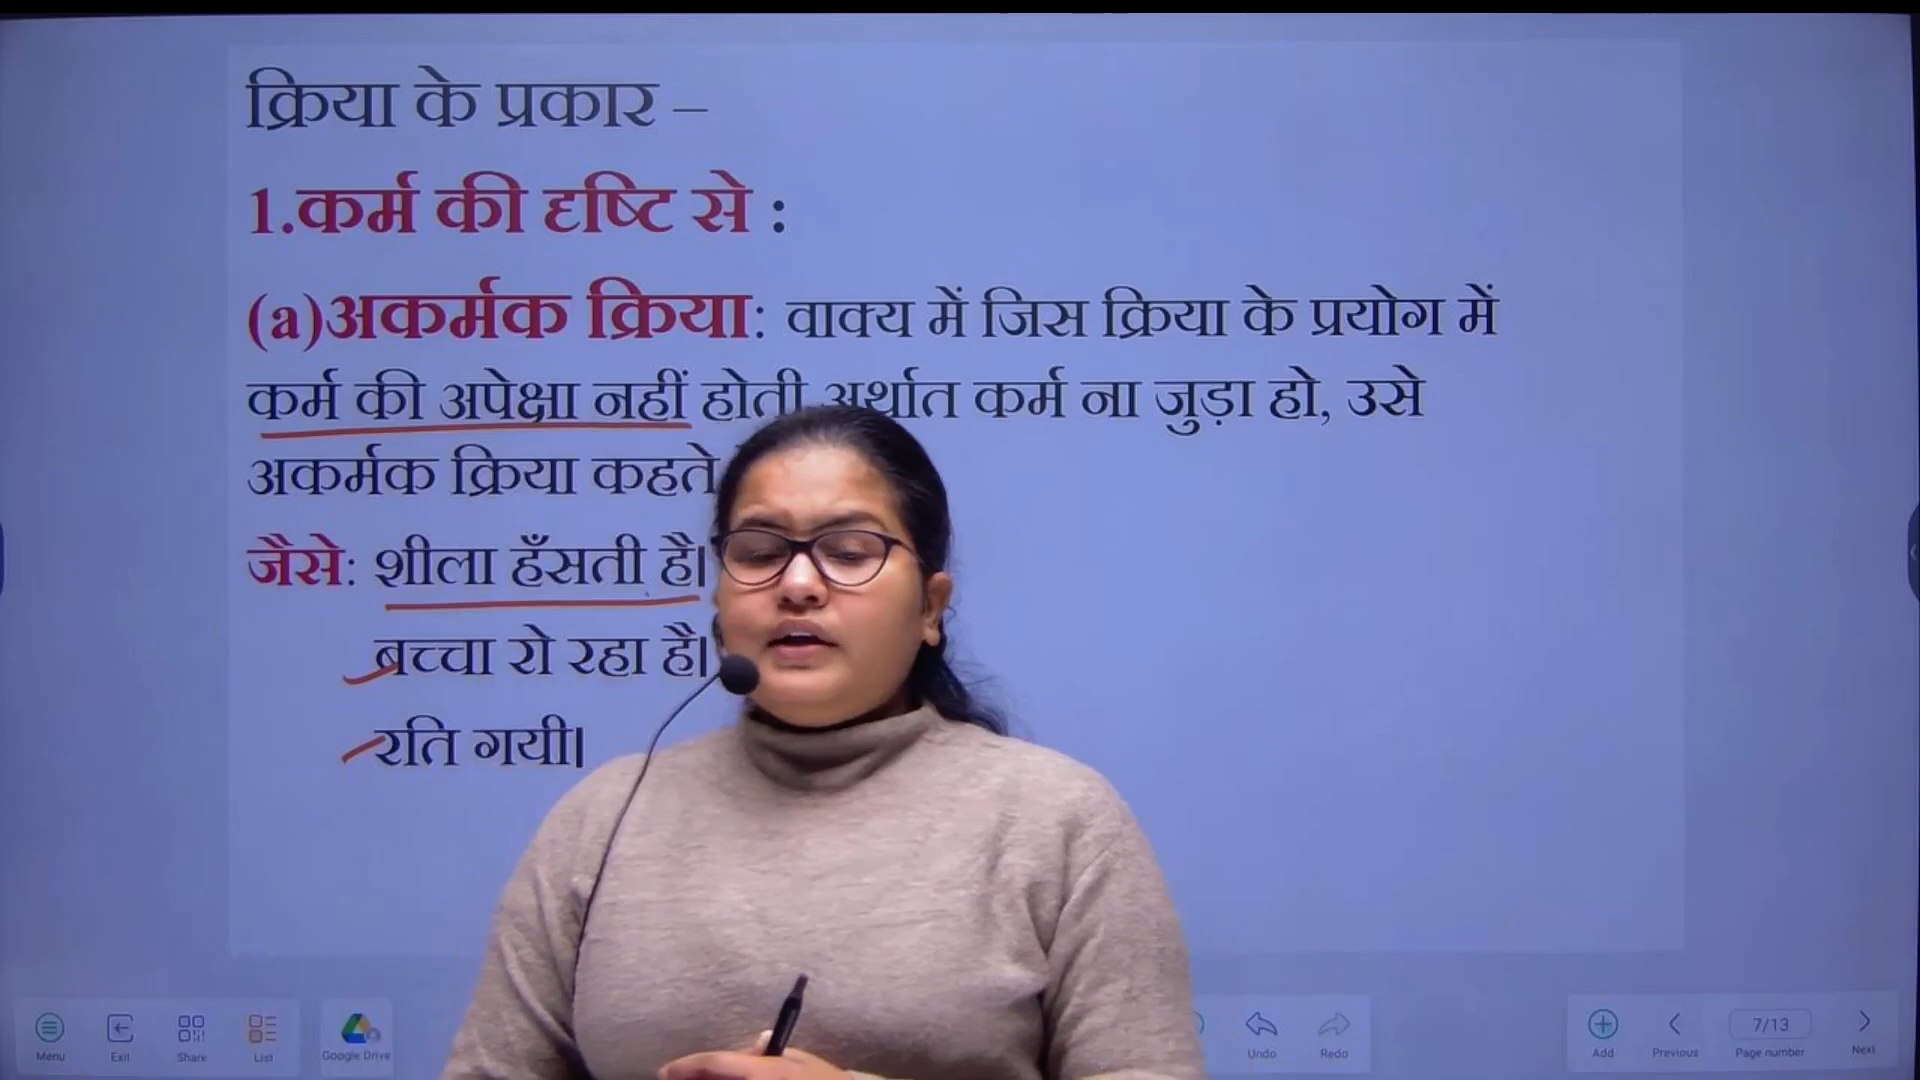 क्रिया के प्रकार –
1.कर्म की दृष्टि से :
(a)अकर्मक क्रिया: वाक्य में जिस क्रिया के प्रयोग में
कर्म की अपेक्षा नहीं होती अर्थात कर्म ना जुड़ा हो, उसे
अकर्मक क्रिया कहते
जैसे: शीला हँसती है।
बच्चा रो रहा है।
रति गयी।
Menu Exit Share List Google Drive Undo Redo Add Previous 7/13 Page number Next